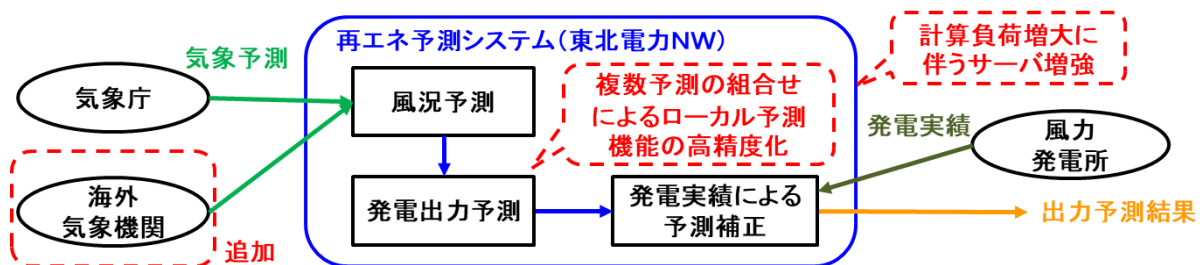 気象庁
気象予測
海外
気象機関
追加
再エネ予測システム（東北電力NW）
風況予測
複数予測の組合せ
によるローカル予測
機能の高精度化
発電出力予測
発電実績による
予測補正
計算負荷増大に
伴うサーバ増強
発電実績
風力
発電所
出力予測結果